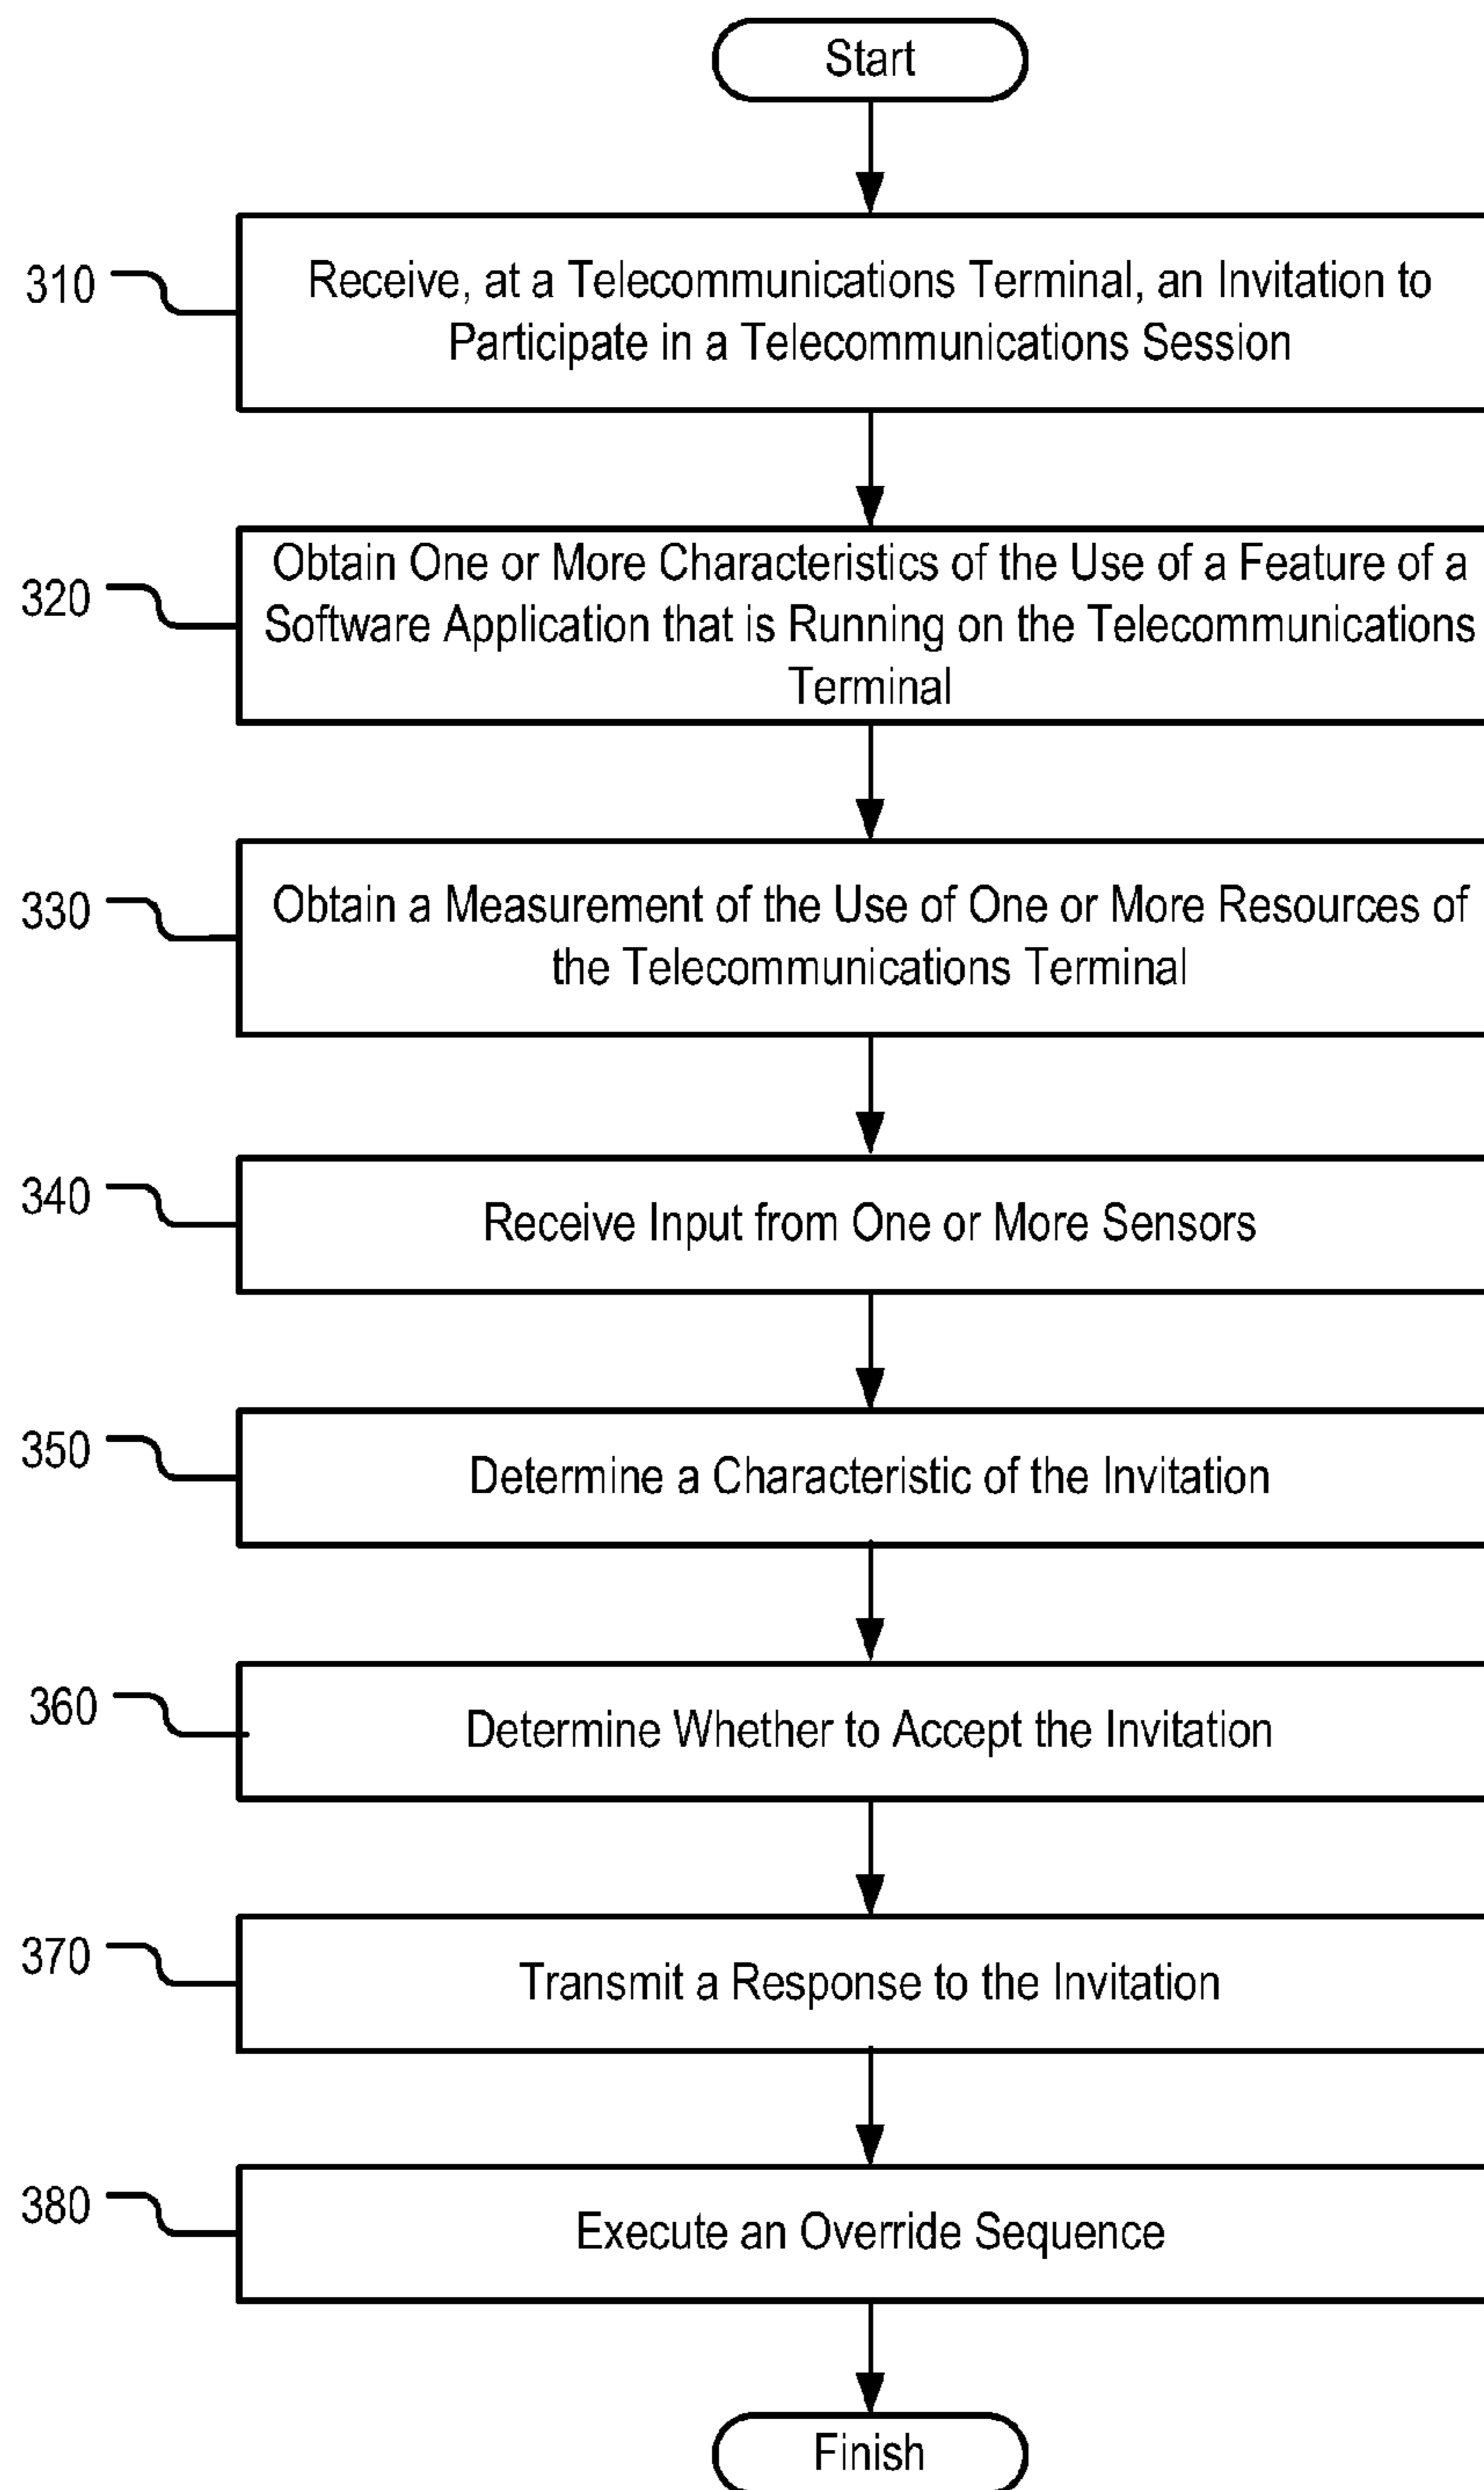 Start
310
Receive, at a Telecommunications Terminal, an Invitation to
Participate in a Telecommunications Session
320
Obtain One or More Characteristics of the Use of a Feature of a
Software Application that is Running on the Telecommunications
Terminal
330
Obtain a Measurement of the Use of One or More Resources of
the Telecommunications Terminal
340
Receive Input from One or More Sensors
350
Determine a Characteristic of the Invitation
360
Determine Whether to Accept the Invitation
370
Transmit a Response to the Invitation
380
Execute an Override Sequence
Finish